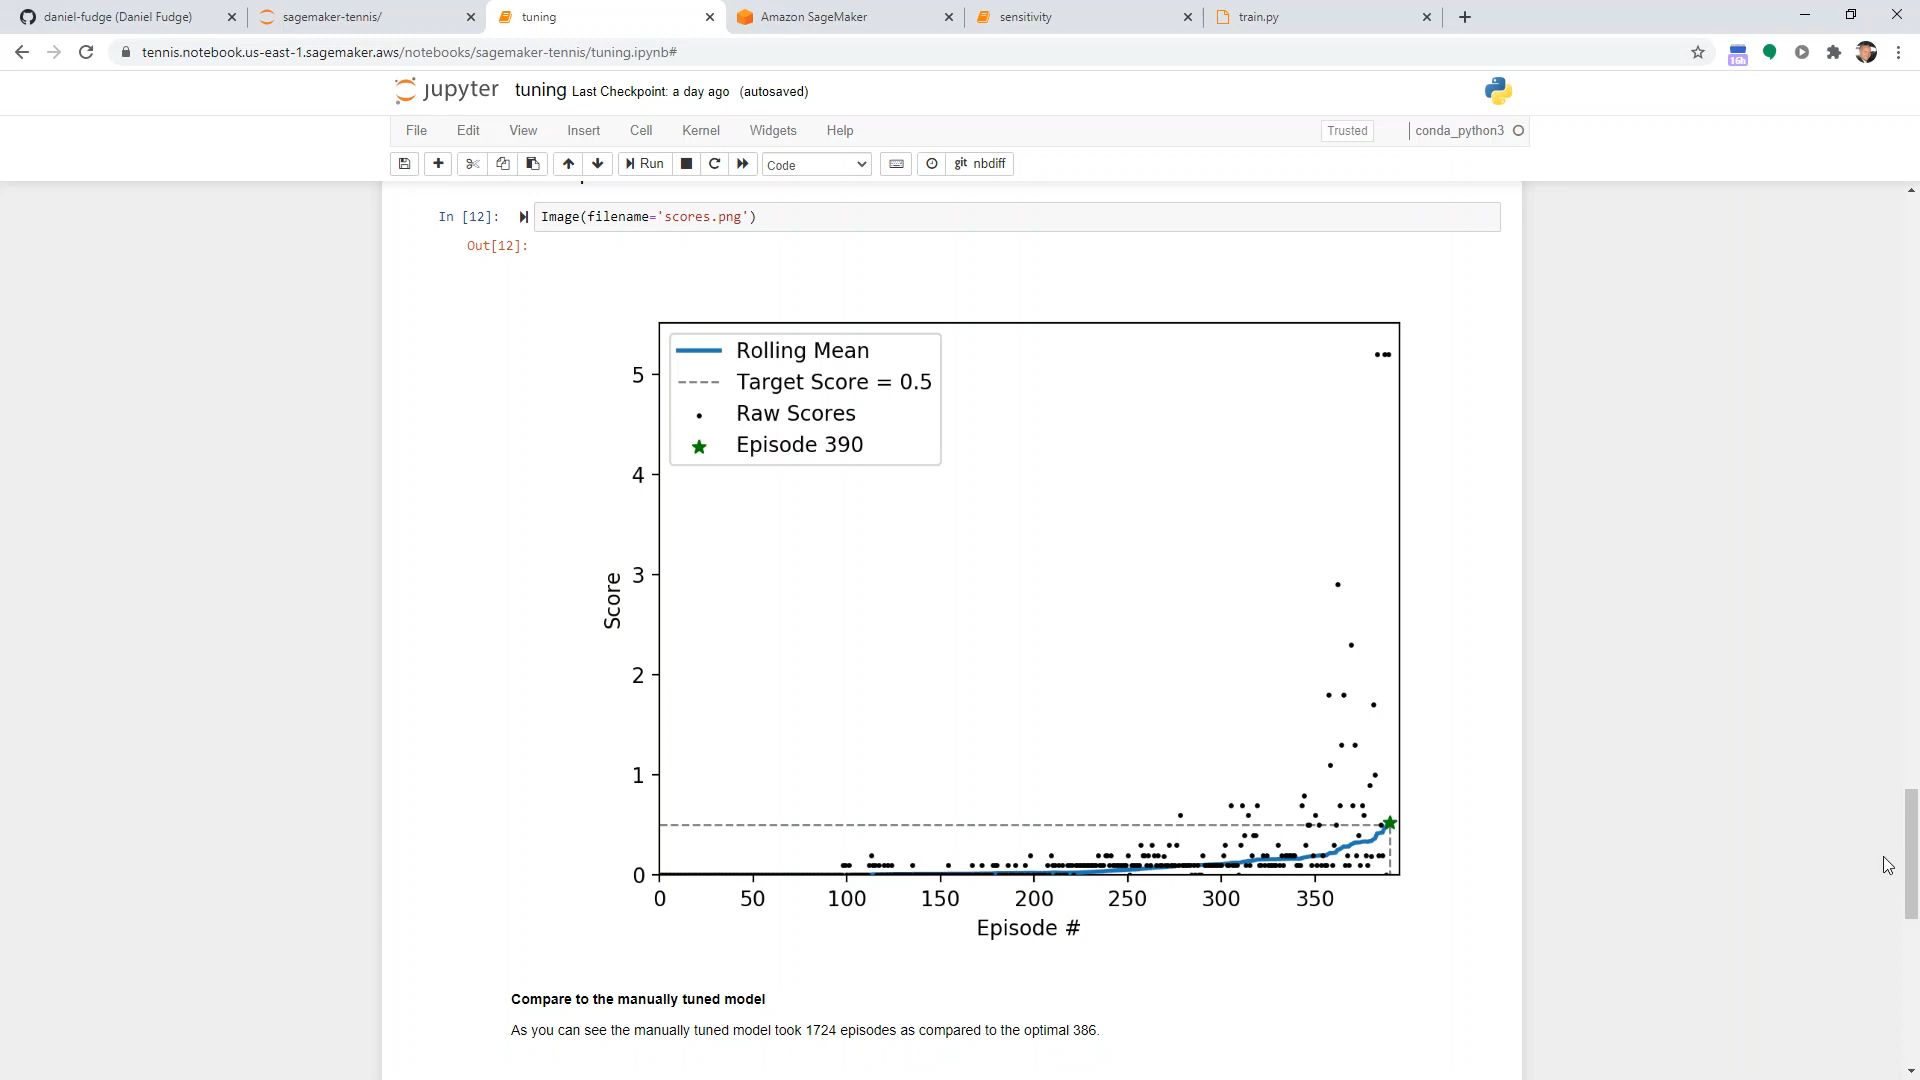 daniel-fudge (Daniel Fudge)
sagemaker-tennis/
tuning
Amazon SageMaker
sensitivity
train.py
tennis.notebook.us-east-1.sagemaker.aws/notebooks/sagemaker-tennis/tuning.ipynb#
16h
jupyter tuning Last Checkpoint: a day ago (autosaved)
File Edit View Insert Cell Kernel Widgets Help Trusted conda_python3
Run Code git nbdiff
In [12]: Image(filename='scores.png')
Out[12]:
Rolling Mean
Target Score = 0.5
Raw Scores
Episode 390
5
4
3
2
1
0
Score
0 50 100 150 200 250 300 350
Episode #
Compare to the manually tuned model
As you can see the manually tuned model took 1724 episodes as compared to the optimal 386.